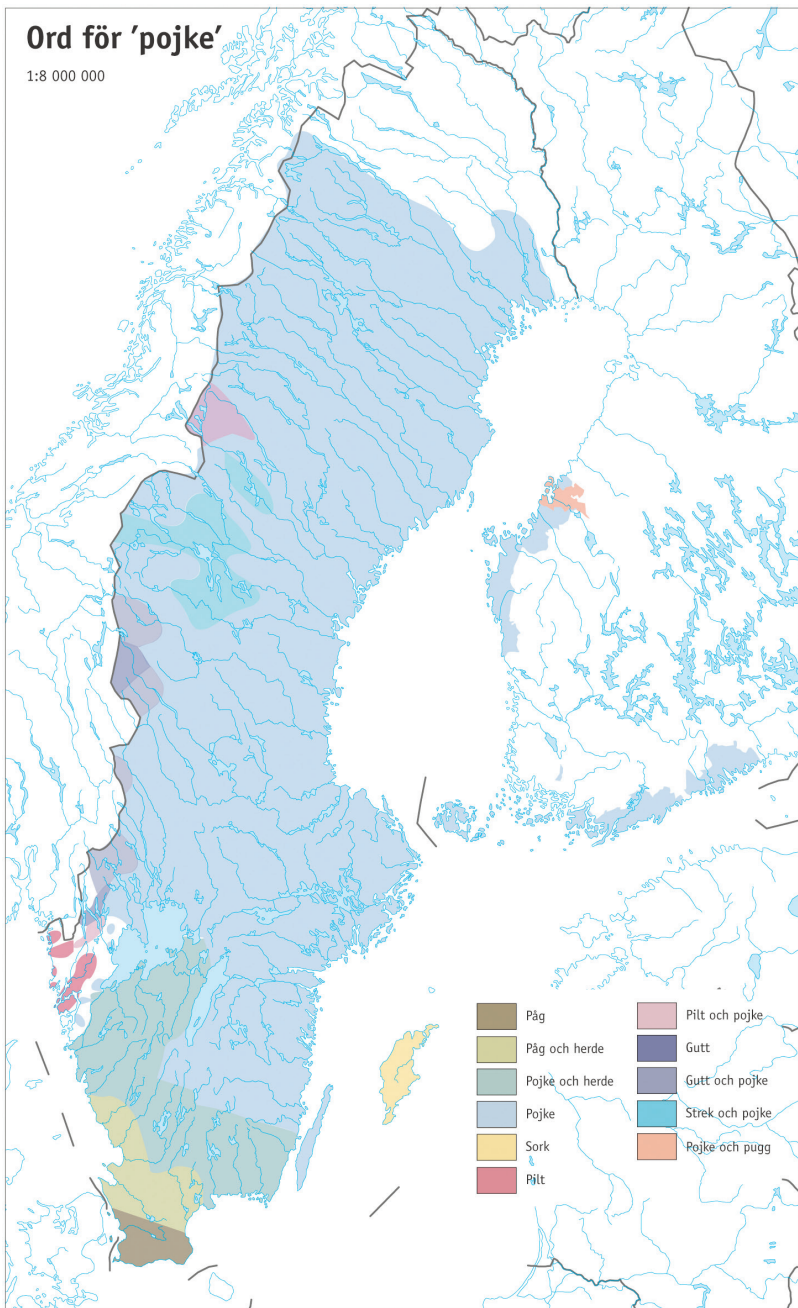 Ord för 'pojke'
1:8 000 000
Påg
Påg och herde
Pojke och herde
Pojke
Sork
Pilt
Pilt och pojke
Gutt
Gutt och pojke
Strek och pojke
Pojke och pugg